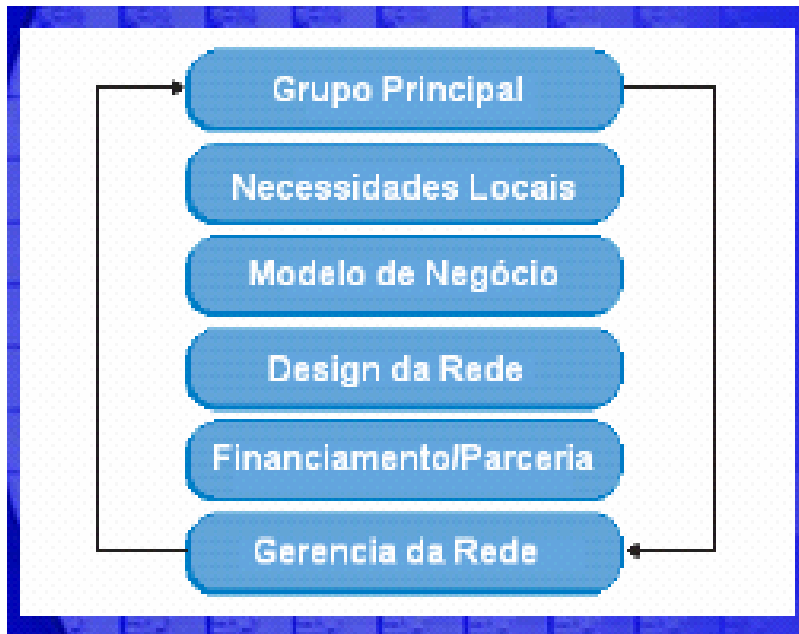 Grupo Principal
Necessidades Locais
Modelo de Negócio
Design da Rede
Financiamento/Parceria
Gerencia da Rede